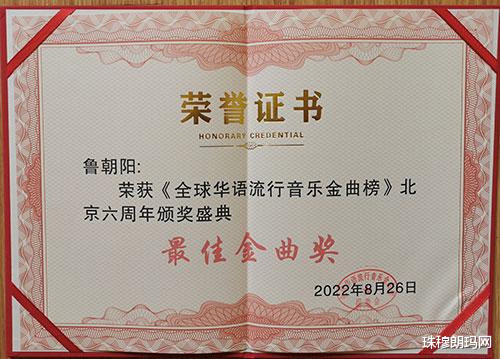 荣誉证书
HONORARY CREDENTIAL
鲁朝阳:
荣获《全球华语流行音乐金曲榜》北
京六周年颁奖盛典
最佳金曲奖
2022年8月26日
珠穆朗玛网